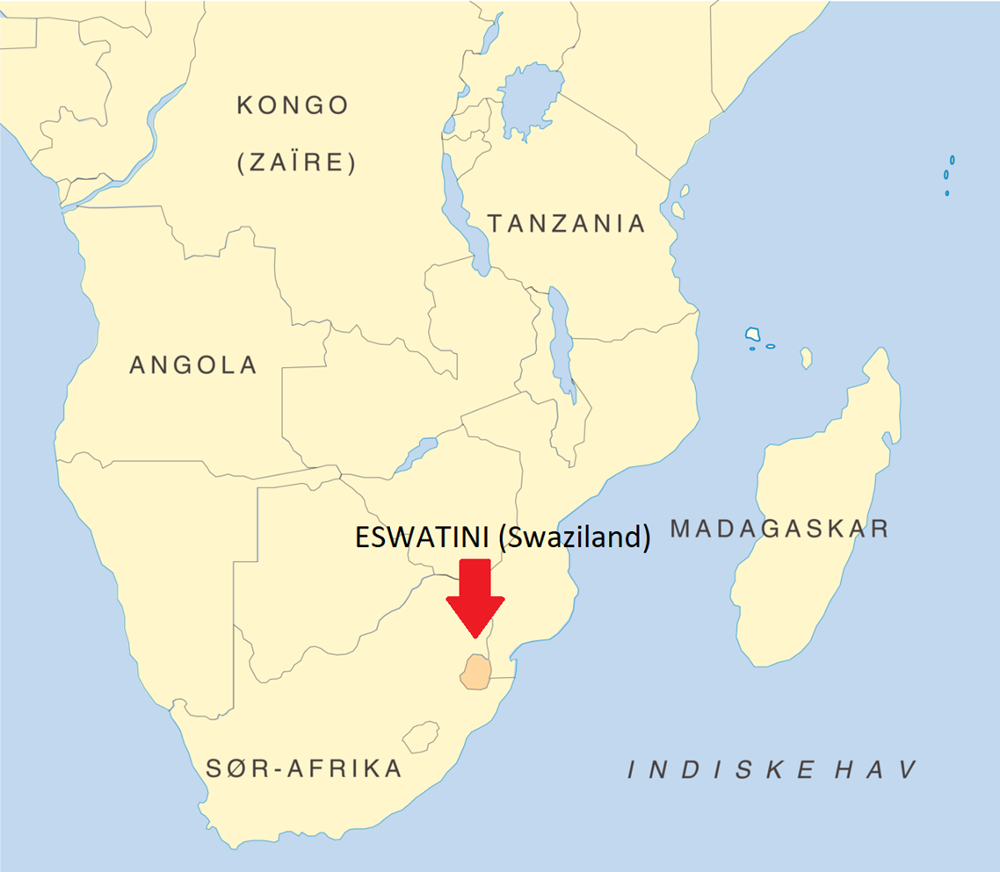 KONGO
(ZAÏRE)
TANZANIA
ANGOLA
ESWATINI (Swaziland)
MADAGASKAR
SØR-AFRIKA
INDISKE HAV